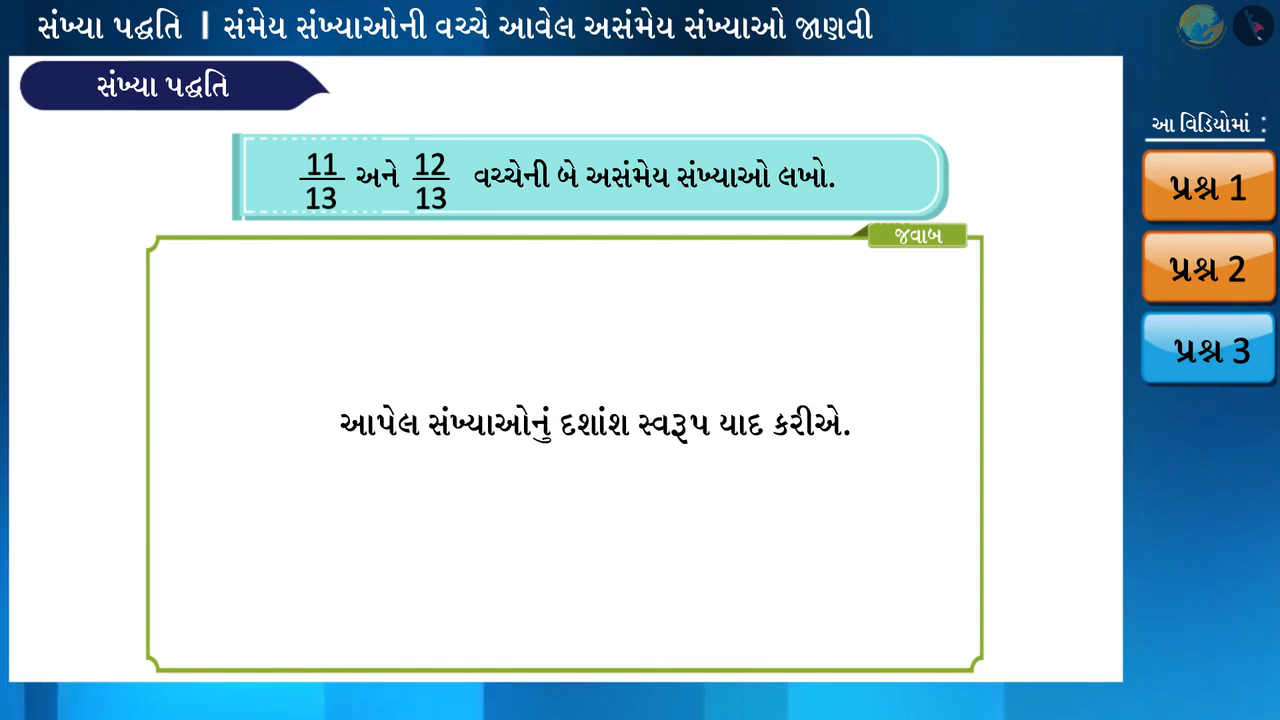 સંખ્યા પદ્ધતિ | સંમેય સંખ્યાઓની વચ્ચે આવેલ અસંમેય સંખ્યાઓ જાણવી
સંખ્યા પદ્ધતિ
11/13 અને 12/13 વચ્ચેની બે અસંમેય સંખ્યાઓ લખો.
જવાબ
આપેલ સંખ્યાઓનું દશાંશ સ્વરૂપ યાદ કરીએ.
આ વિડિયોમાં :
પ્રશ્ન 1
પ્રશ્ન 2
પ્રશ્ન 3